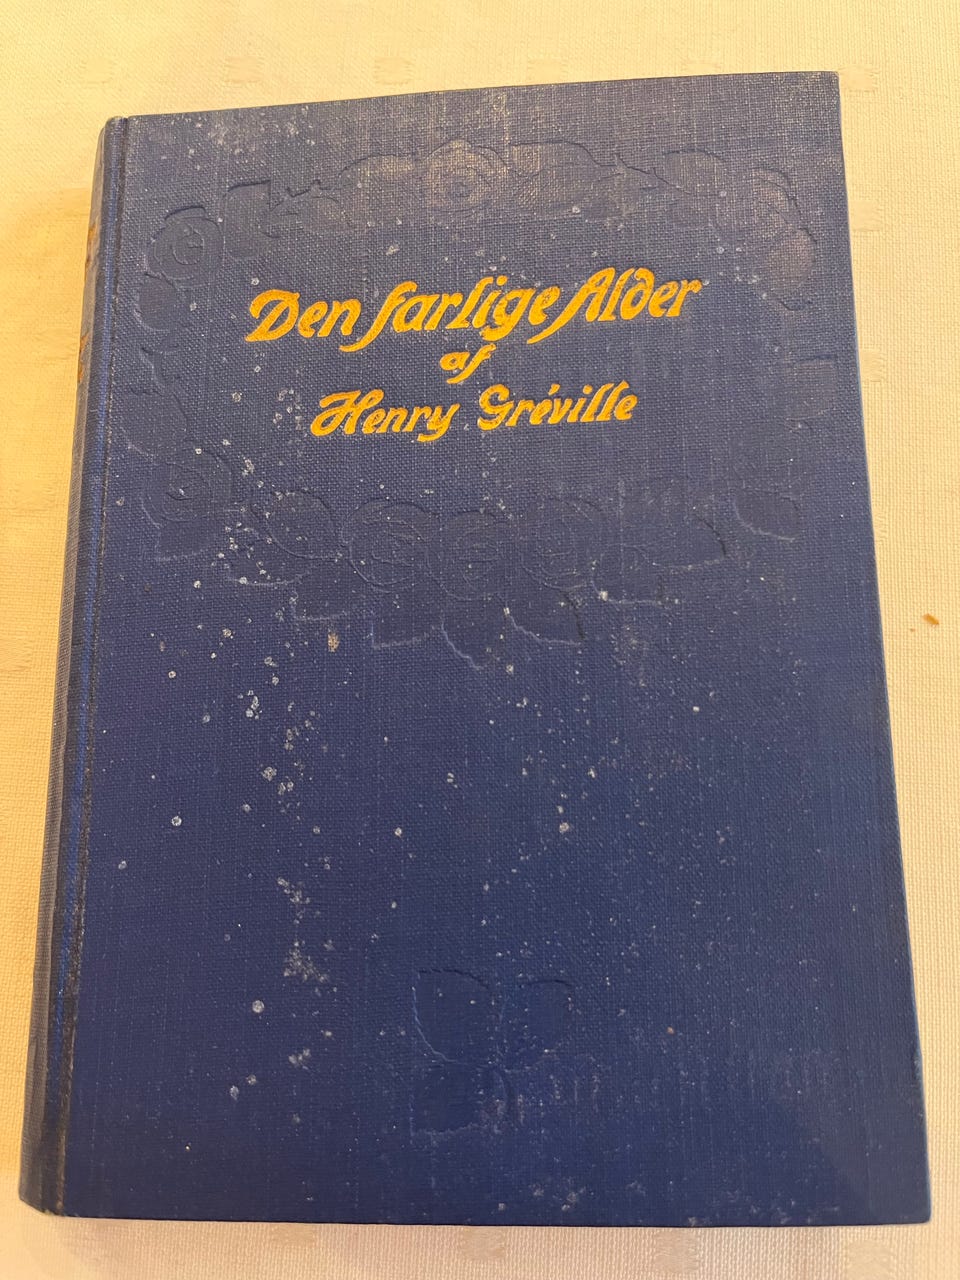 Den farlige Alder
af
Henry Gréville